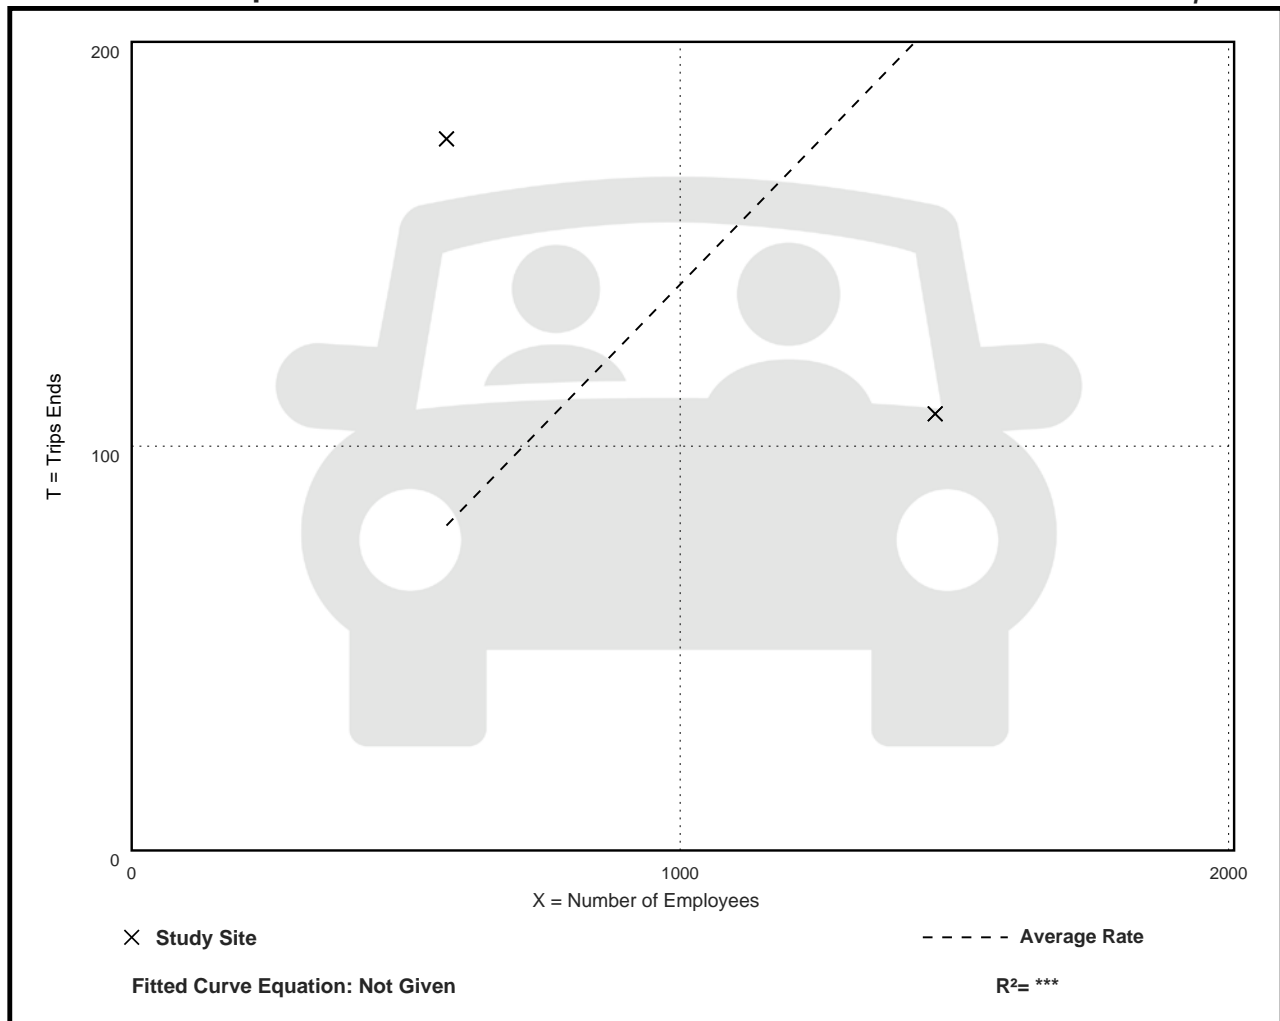 200
100
0
T = Trips Ends
0 1000 2000
X = Number of Employees
Study Site
Average Rate
Fitted Curve Equation: Not Given
R²= ***